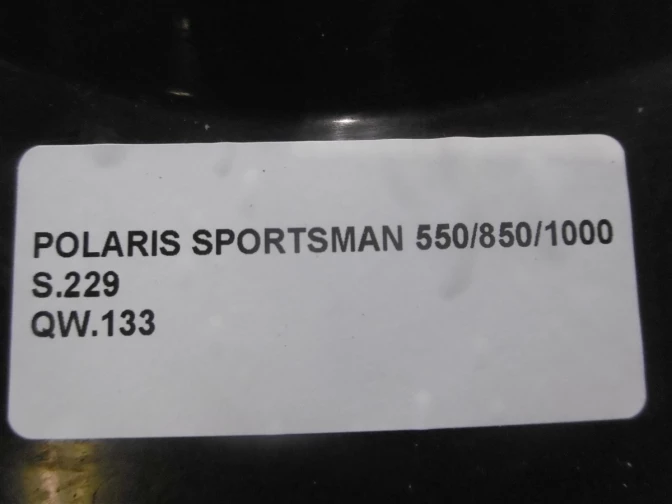 POLARIS SPORTSMAN 550/850/1000
S.229
QW.133